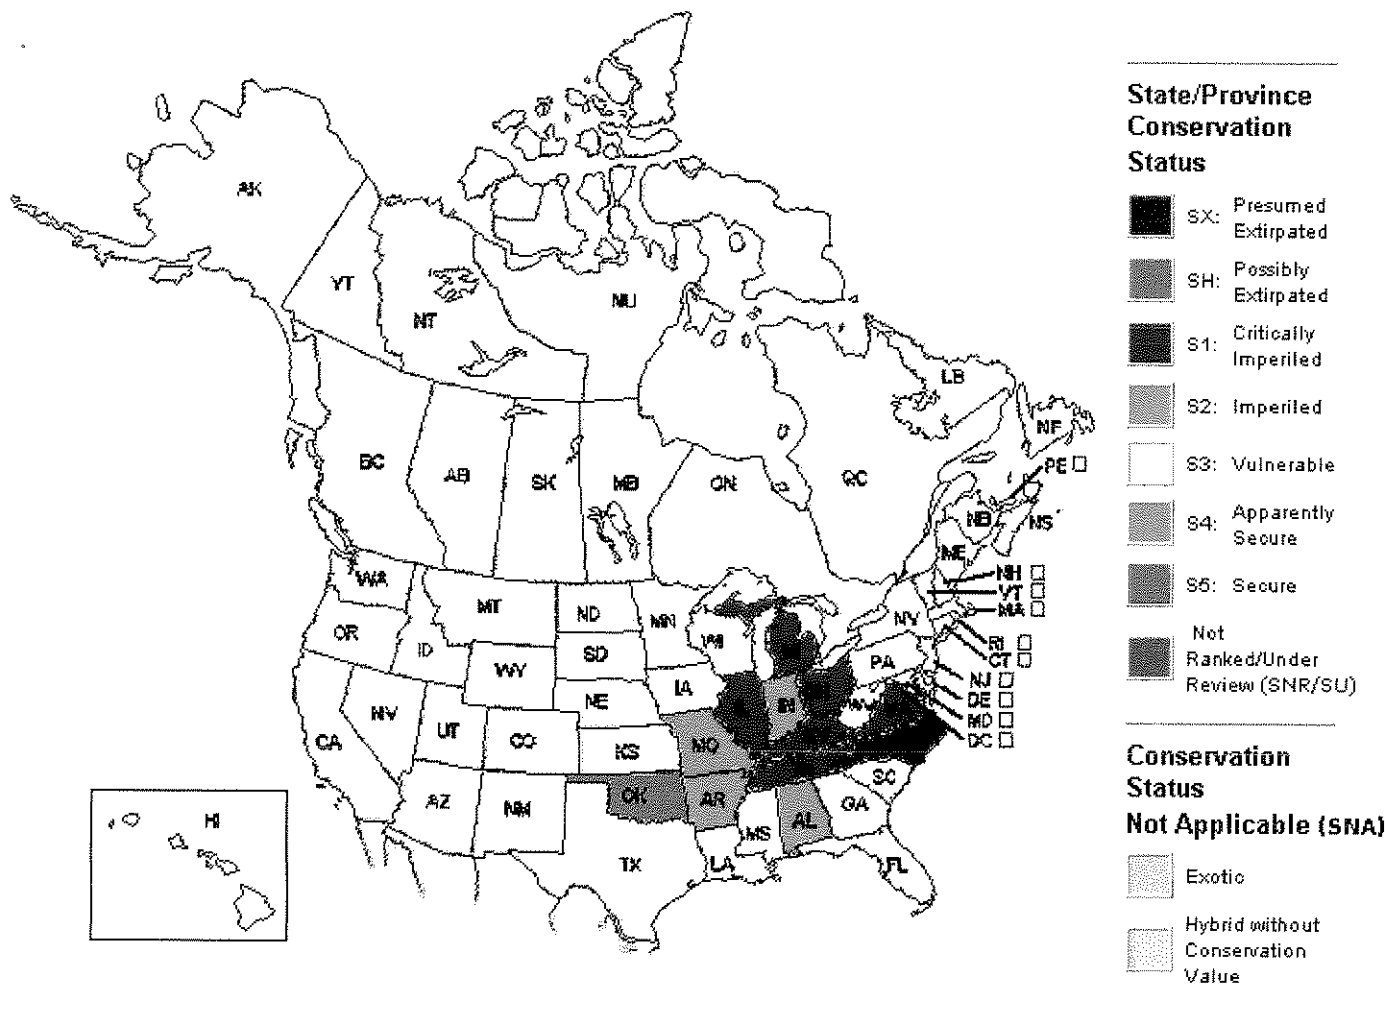 AK
YT
NT
NU
BC
AB
SK
MB
ON
QC
LB
NF
PE
NB
NS
ME
NH
VT
MA
RI
CT
NJ
DE
MD
DC
WA
OR
ID
MT
ND
MN
WI
SD
WY
NE
IA
NV
CA
UT
CO
KS
MO
AZ
NM
OK
AR
TX
LA
MS
AL
GA
FL
SC
IN
PA
NY
HI
State/Province
Conservation
Status
SX: Presumed
Extirpated
SH: Possibly
Extirpated
S1: Critically
Imperiled
S2: Imperiled
S3: Vulnerable
S4: Apparently
Secure
S5: Secure
Not
Ranked/Under
Review (SNR/SU)
Conservation
Status
Not Applicable (SNA)
Exotic
Hybrid without
Conservation
Value